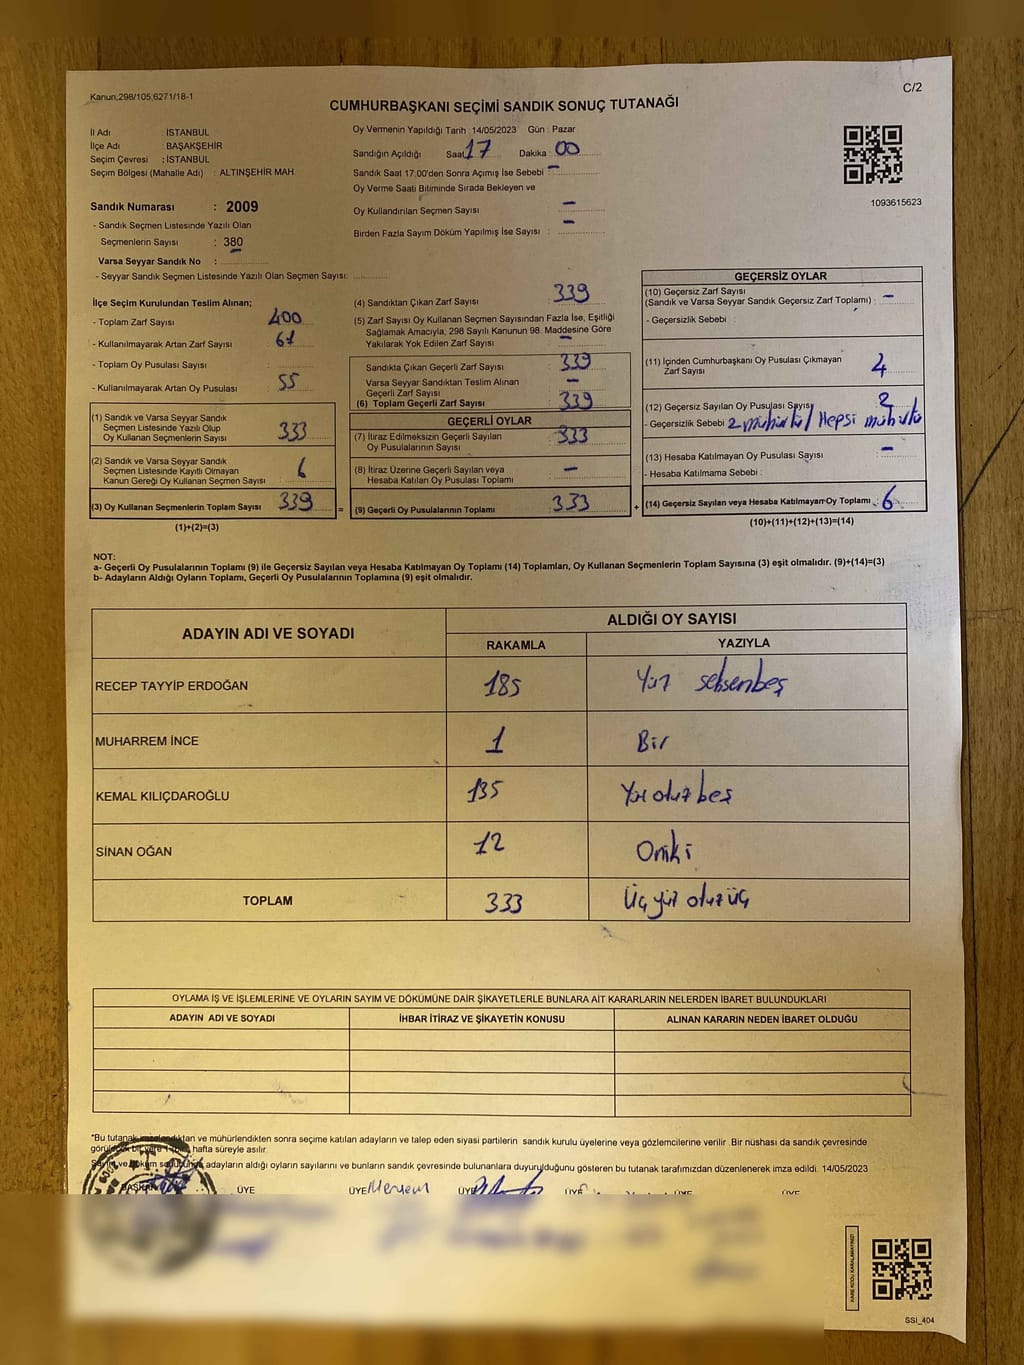 Kanun,298/105,6271/18-1
C/2
CUMHURBAŞKANI SEÇİMİ SANDIK SONUÇ TUTANAĞI
İl Adı : İSTANBUL
İlçe Adı : BAŞAKŞEHİR
Seçim Çevresi : İSTANBUL
Seçim Bölgesi (Mahalle Adı) : ALTINŞEHİR MAH.
Oy Vermenin Yapıldığı Tarih : 14/05/2023 Gün : Pazar
Sandığın Açıldığı Saat 17 Dakika : 00
Sandık Saat 17.00'den Sonra Açımış İse Sebebi : -
Oy Verme Saati Bitiminde Sırada Bekleyen ve
Oy Kullandırılan Seçmen Sayısı -
Birden Fazla Sayım Döküm Yapılmış İse Sayısı : -
1093615623
Sandık Numarası : 2009
- Sandık Seçmen Listesinde Yazılı Olan
Seçmenlerin Sayısı : 380
Varsa Seyyar Sandık No :
- Seyyar Sandık Seçmen Listesinde Yazılı Olan Seçmen Sayısı:
İlçe Seçim Kurulundan Teslim Alınan;
- Toplam Zarf Sayısı : 400
- Kullanılmayarak Artan Zarf Sayısı : 61
- Toplam Oy Pusulası Sayısı :
- Kullanılmayarak Artan Oy Pusulası : 55
(1) Sandık ve Varsa Seyyar Sandık
Seçmen Listesinde Yazılı Olup
Oy Kullanan Seçmenlerin Sayısı : 333
(2) Sandık ve Varsa Seyyar Sandık
Seçmen Listesinde Kayıtlı Olmayan
Kanun Gereği Oy Kullanan Seçmen Sayısı : 6
(3) Oy Kullanan Seçmenlerin Toplam Sayısı : 339
(1)+(2)=(3)
=
(4) Sandıktan Çıkan Zarf Sayısı : 339
(5) Zarf Sayısı Oy Kullanan Seçmen Sayısından Fazla İse, Eşitliği
Sağlamak Amacıyla; 298 Sayılı Kanunun 98. Maddesine Göre
Yakılarak Yok Edilen Zarf Sayısı : -
Sandıkta Çıkan Geçerli Zarf Sayısı : 339
Varsa Seyyar Sandıktan Teslim Alınan
Geçerli Zarf Sayısı : -
(6) Toplam Geçerli Zarf Sayısı : 339
GEÇERLİ OYLAR
(7) İtiraz Edilmeksizin Geçerli Sayılan
Oy Pusulasının Sayısı : 333
(8) İtiraz Üzerine Geçerli Sayılan veya
Hesaba Katılan Oy Pusulası Toplamı : -
(9) Geçerli Oy Pusulalarının Toplamı : 333
+
GEÇERSİZ OYLAR
(10) Geçersiz Zarf Sayısı
(Sandık ve Varsa Seyyar Sandık Geçersiz Zarf Toplamı) : -
- Geçersizlik Sebebi :
(11) İçinden Cumhurbaşkanı Oy Pusulası Çıkmayan
Zarf Sayısı : 4
(12) Geçersiz Sayılan Oy Pusulası Sayısı 2
- Geçersizlik Sebebi 2 mühürlü / Hepsi mühürlü
(13) Hesaba Katılmayan Oy Pusulası Sayısı : -
- Hesaba Katılmama Sebebi :
(14) Geçersiz Sayılan veya Hesaba Katılmayan Oy Toplamı : 6
(10)+(11)+(12)+(13)=(14)
NOT:
a- Geçerli Oy Pusulalarının Toplamı (9) ile Geçersiz Sayılan veya Hesaba Katılmayan Oy Toplamı (14) Toplamları, Oy Kullanan Seçmenlerin Toplam Sayısına (3) eşit olmalıdır. (9)+(14)=(3)
b- Adayların Aldığı Oyların Toplamı, Geçerli Oy Pusulalarının Toplamına (9) eşit olmalıdır.
ADAYIN ADI VE SOYADI
ALDIĞI OY SAYISI
RAKAMLA YAZIYLA
RECEP TAYYİP ERDOĞAN 185 Yüz seksenbeş
MUHARREM İNCE 1 Bir
KEMAL KILIÇDAROĞLU 135 Yüz otuz beş
SİNAN OĞAN 12 Oniki
TOPLAM 333 Üç yüz otuz üç
OYLAMA İŞ VE İŞLEMLERİNE VE OYLARIN SAYIM VE DÖKÜMÜNE DAİR ŞİKAYETLERLE BUNLARA AİT KARARLARIN NELERDEN İBARET BULUNDUKLARI
ADAYIN ADI VE SOYADI İHBAR İTİRAZ VE ŞİKAYETİN KONUSU ALINAN KARARIN NEDEN İBARET OLDUĞU
"Bu tutanak imzalandıktan ve mühürlendikten sonra seçime katılan adayların ve talep eden siyasi partilerin sandık kurulu üyelerine veya gözlemcilerine verilir. Bir nüshası da sandık çevresinde
hafta süreyle asılır.
adayların aldığı oyların sayılarını ve bunların sandık çevresinde bulunanlara duyurulduğunu gösteren bu tutanak tarafımızdan düzenlenerek imza edildi. 14/05/2023
BAŞKAN ÜYE ÜYE Meryem ÜYE ÜYE ÜYE ÜYE
KARE KODU KARALAMAYINIZ!
SSİ_404